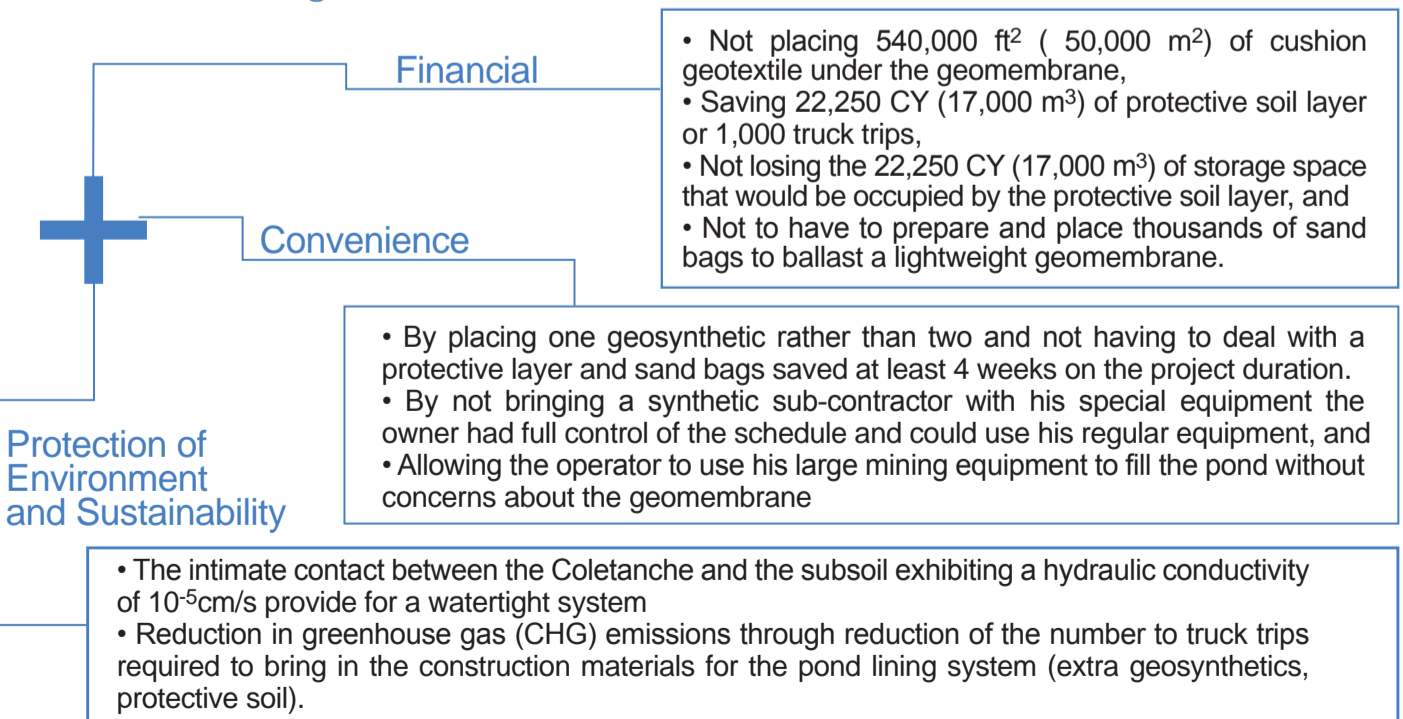 Financial
• Not placing 540,000 ft² ( 50,000 m²) of cushion
geotextile under the geomembrane,
• Saving 22,250 CY (17,000 m³) of protective soil layer
or 1,000 truck trips,
• Not losing the 22,250 CY (17,000 m³) of storage space
that would be occupied by the protective soil layer, and
• Not to have to prepare and place thousands of sand
bags to ballast a lightweight geomembrane.
Convenience
• By placing one geosynthetic rather than two and not having to deal with a
protective layer and sand bags saved at least 4 weeks on the project duration.
• By not bringing a synthetic sub-contractor with his special equipment the
owner had full control of the schedule and could use his regular equipment, and
• Allowing the operator to use his large mining equipment to fill the pond without
concerns about the geomembrane
Protection of
Environment
and Sustainability
• The intimate contact between the Coletanche and the subsoil exhibiting a hydraulic conductivity
of 10⁻⁵cm/s provide for a watertight system
• Reduction in greenhouse gas (CHG) emissions through reduction of the number to truck trips
required to bring in the construction materials for the pond lining system (extra geosynthetics,
protective soil).